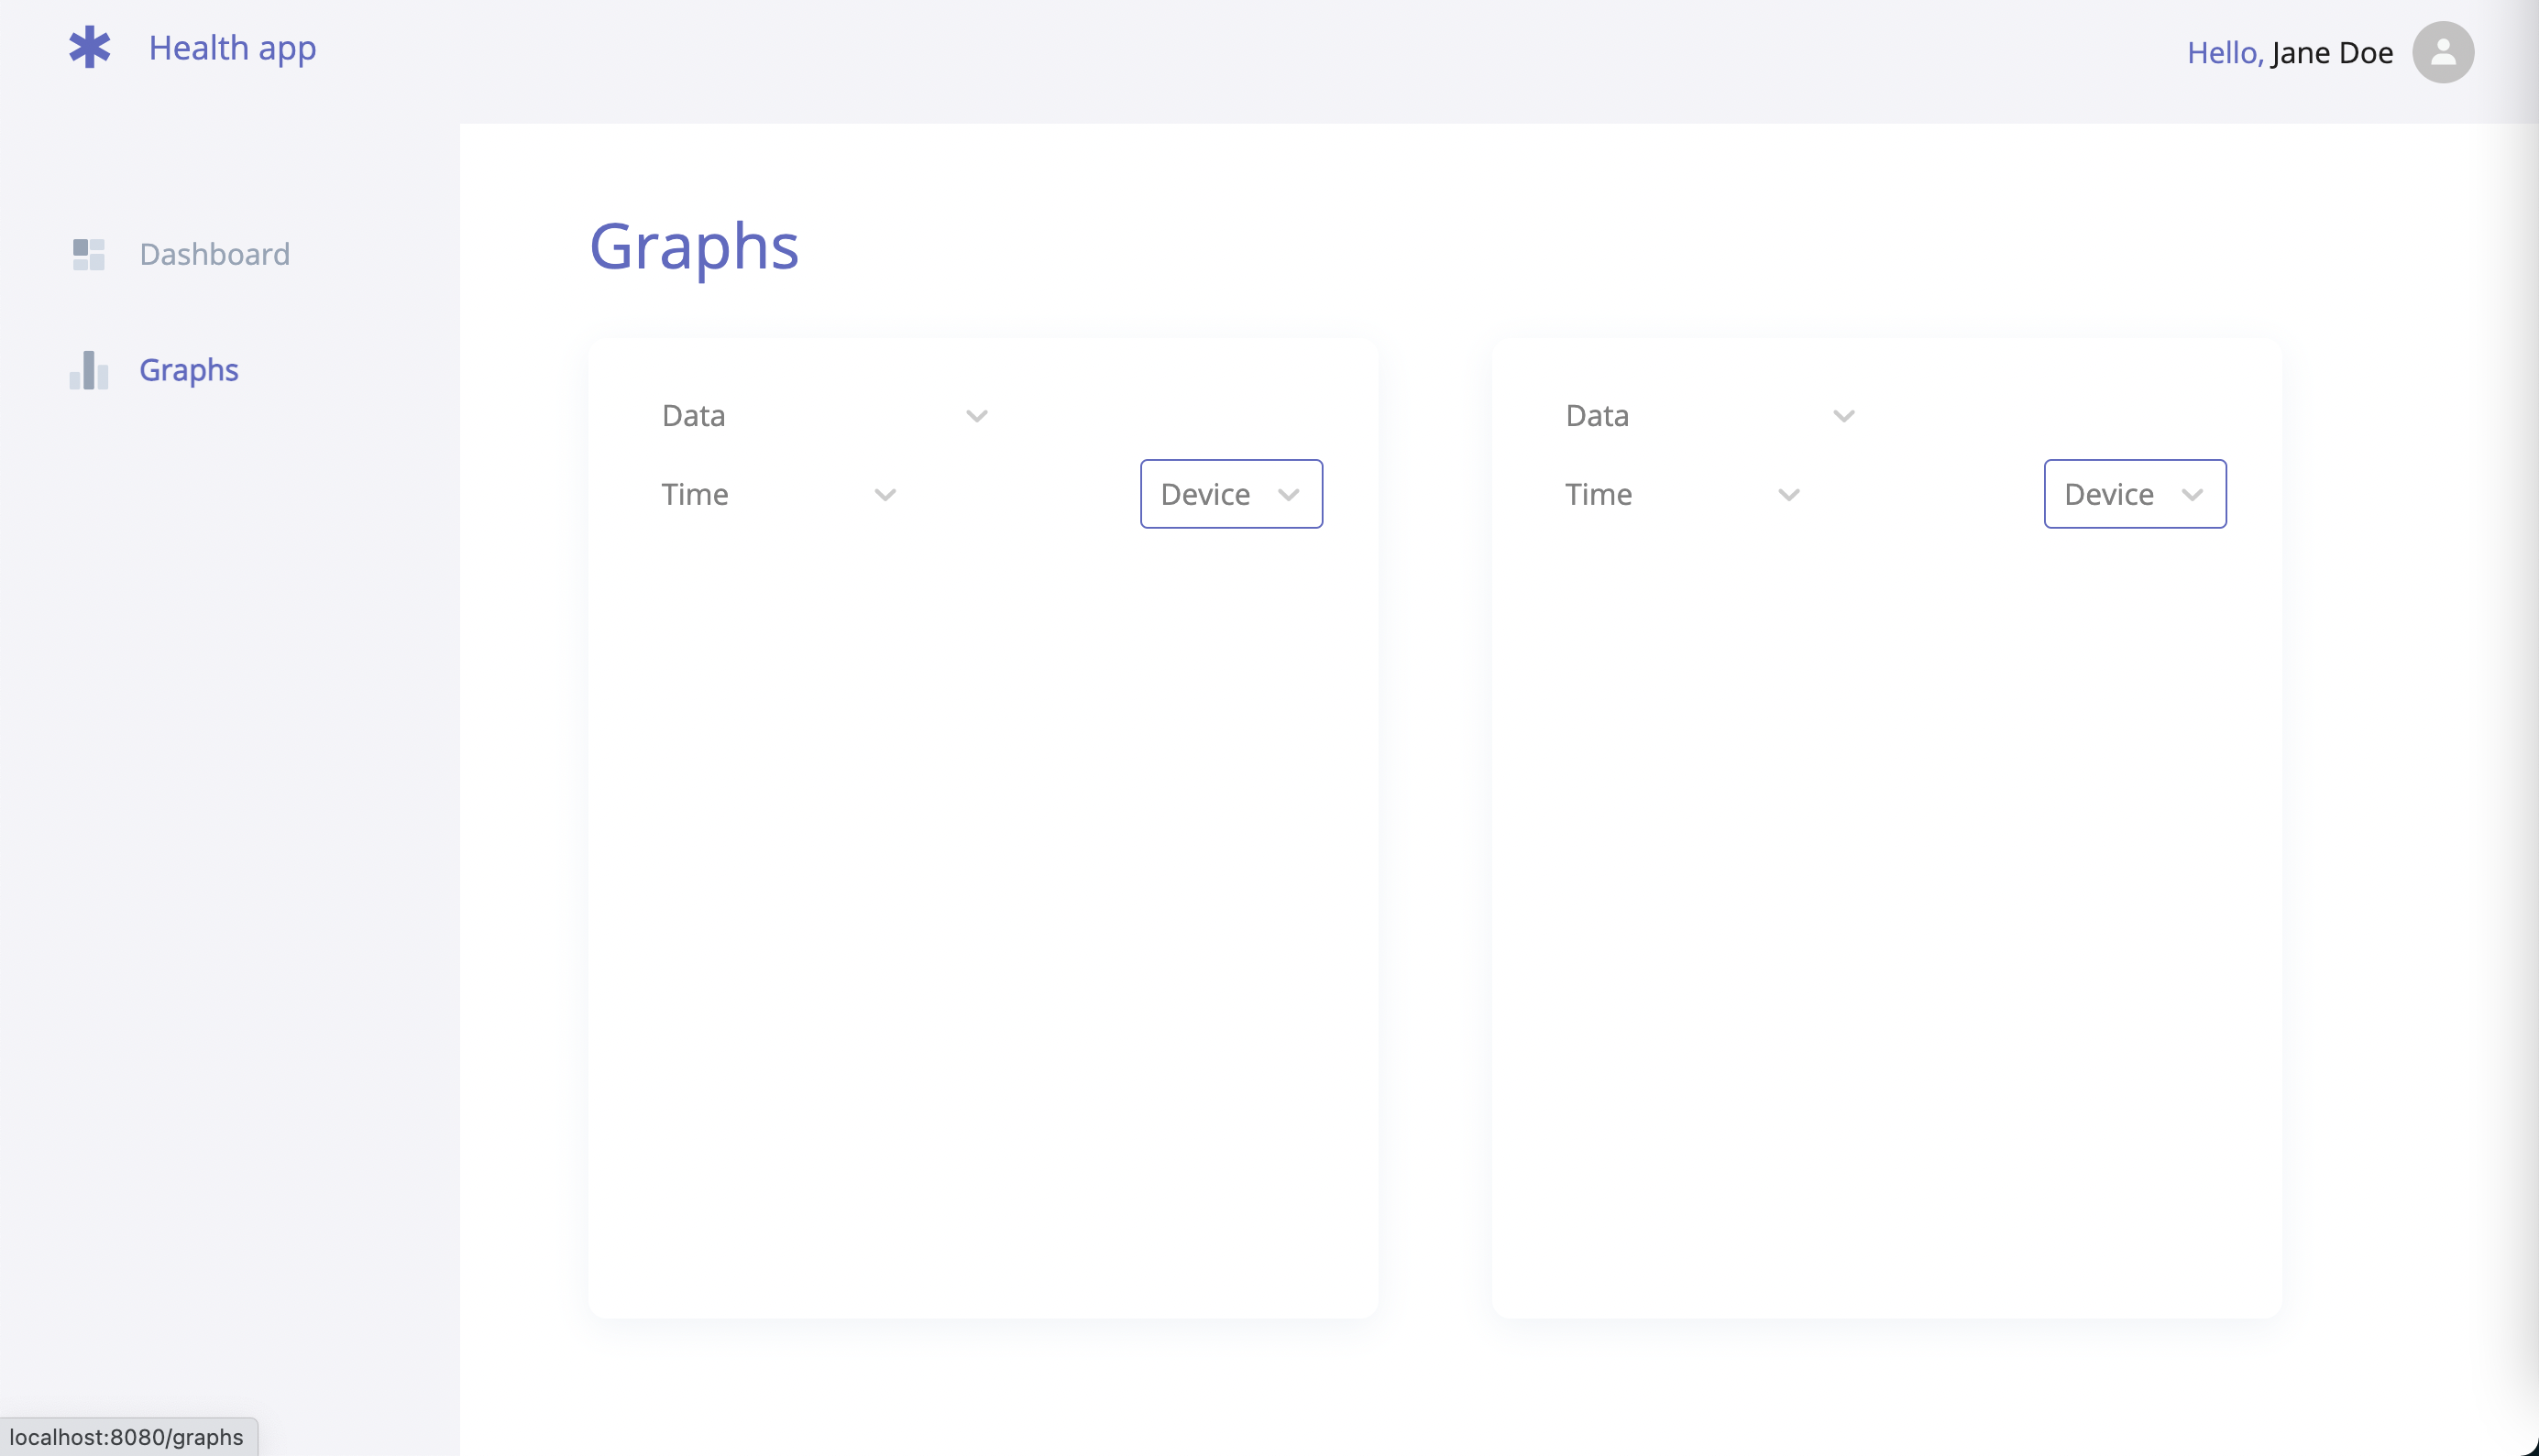 Health app
Hello, Jane Doe
Dashboard
Graphs
Graphs
Data
Time
Device
Data
Time
Device
localhost:8080/graphs